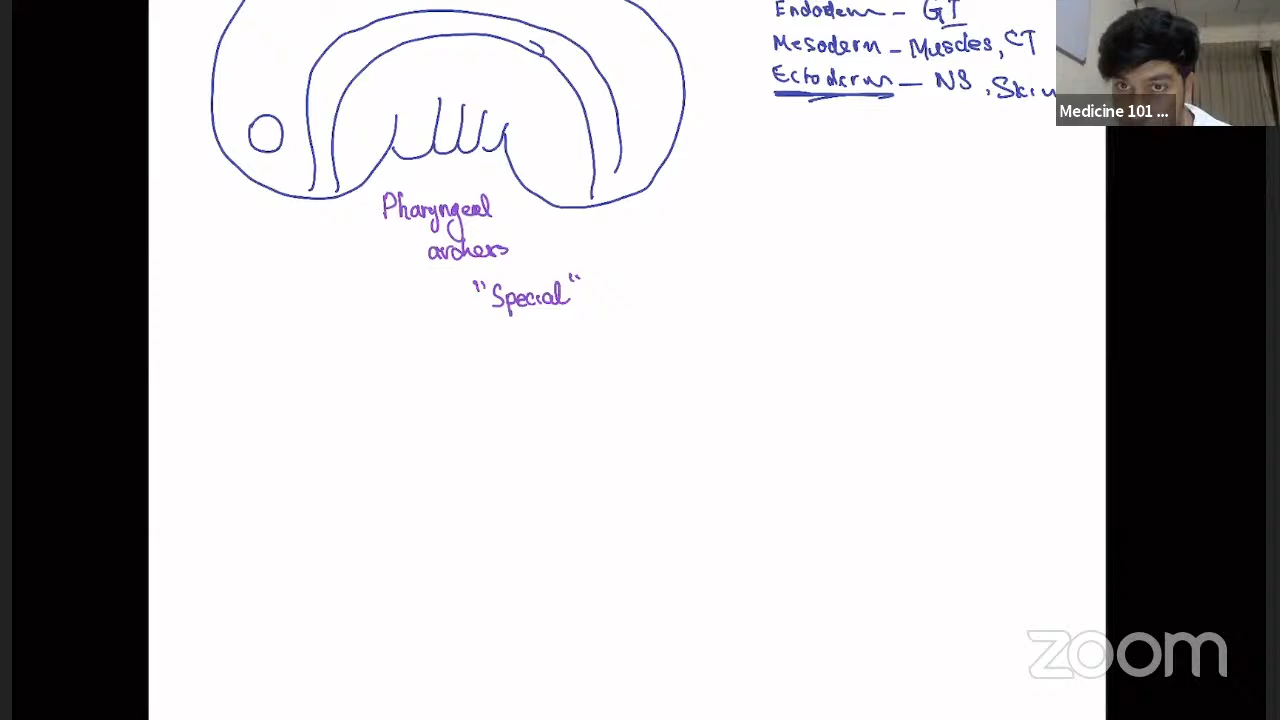 Endoderm - GT
Mesoderm - Muscles, CT
Ectoderm - NS, Skin
Medicine 101 ...
Pharyngeal
arches
"Special"
zoom